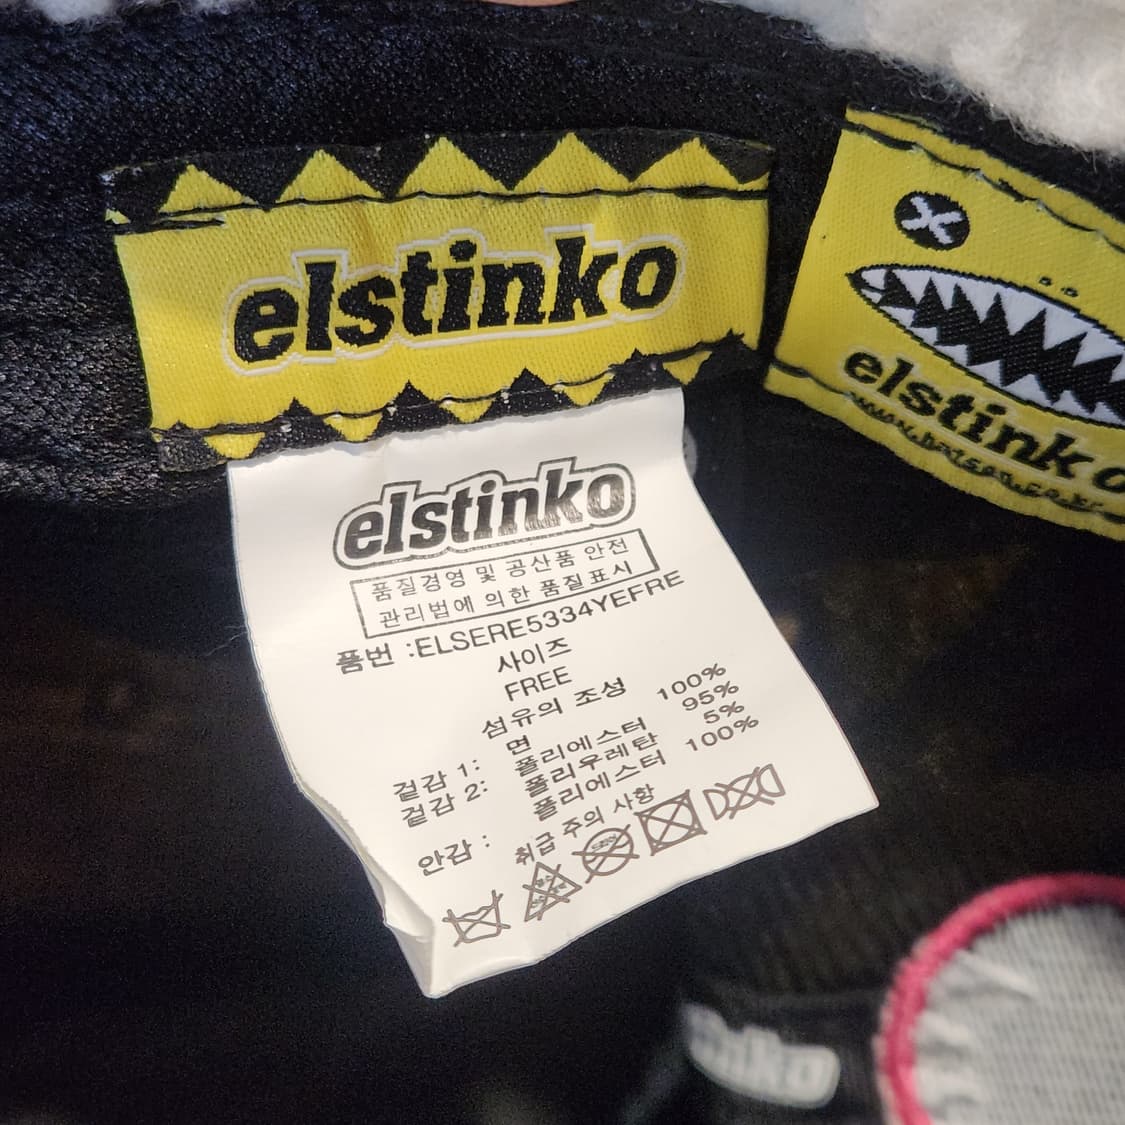 elstinko
elstinko
elstinko
품질경영 및 공산품 안전
관리법에 의한 품질표시
품번 :ELSERE5334YEFRE
사이즈
FREE
섬유의 조성
겉감 1: 면 100%
겉감 2: 폴리에스터 95%
폴리우레탄 5%
안감 : 폴리에스터 100%
취급 주의 사항
nko